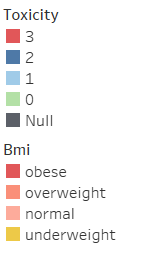 Toxicity
3
2
1
0
Null
Bmi
obese
overweight
normal
underweight